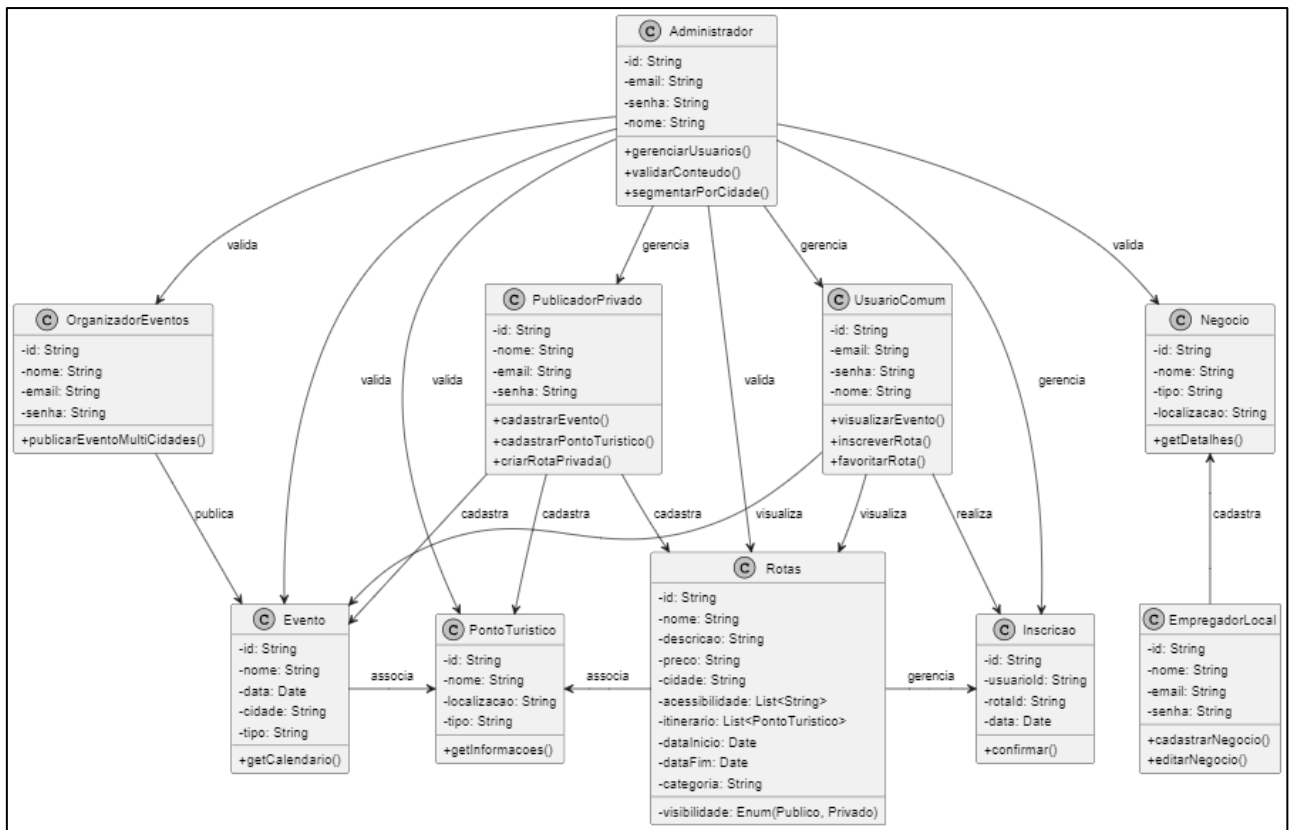 C Administrador
-id: String
-email: String
-senha: String
-nome: String
+gerenciarUsuarios()
+validarConteudo()
+segmentarPorCidade()
valida
gerencia
gerencia
valida
C OrganizadorEventos
-id: String
-nome: String
-email: String
-senha: String
+publicarEventoMultiCidades()
C PublicadorPrivado
-id: String
-nome: String
-email: String
-senha: String
+cadastrarEvento()
+cadastrarPontoTuristico()
+criarRotaPrivada()
C UsuarioComum
-id: String
-email: String
-senha: String
-nome: String
+visualizarEvento()
+inscreverRota()
+favoritarRota()
C Negocio
-id: String
-nome: String
-tipo: String
-localizacao: String
+getDetalhes()
valida
valida
valida
gerencia
publica
cadastra
cadastra
cadastra
visualiza
visualiza
realiza
cadastra
C Evento
-id: String
-nome: String
-data: Date
-cidade: String
-tipo: String
+getCalendario()
associa
C PontoTuristico
-id: String
-nome: String
-localizacao: String
-tipo: String
+getInformacoes()
associa
C Rotas
-id: String
-nome: String
-descricao: String
-preco: String
-cidade: String
-acessibilidade: List<String>
-itinerario: List<PontoTuristico>
-dataInicio: Date
-dataFim: Date
-categoria: String
-visibilidade: Enum(Publico, Privado)
gerencia
C Inscricao
-id: String
-usuarioId: String
-rotaId: String
-data: Date
+confirmar()
C EmpregadorLocal
-id: String
-nome: String
-email: String
-senha: String
+cadastrarNegocio()
+editarNegocio()